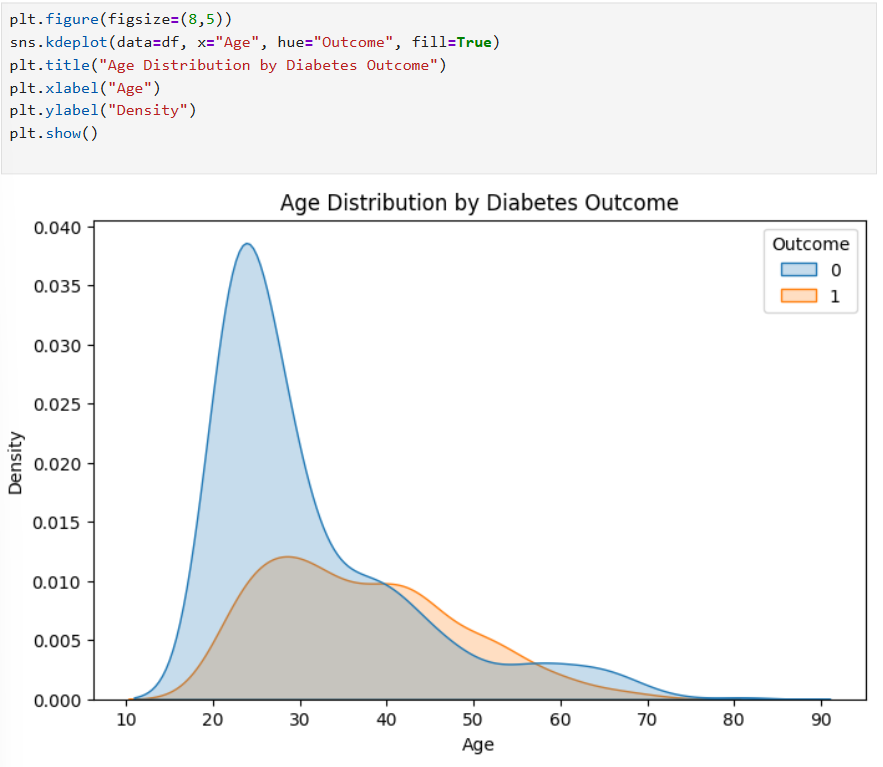 plt.figure(figsize=(8,5))
sns.kdeplot(data=df, x="Age", hue="Outcome", fill=True)
plt.title("Age Distribution by Diabetes Outcome")
plt.xlabel("Age")
plt.ylabel("Density")
plt.show()
Age Distribution by Diabetes Outcome
Outcome
0
1
0.040
0.035
0.030
0.025
0.020
0.015
0.010
0.005
0.000
Density
10 20 30 40 50 60 70 80 90
Age